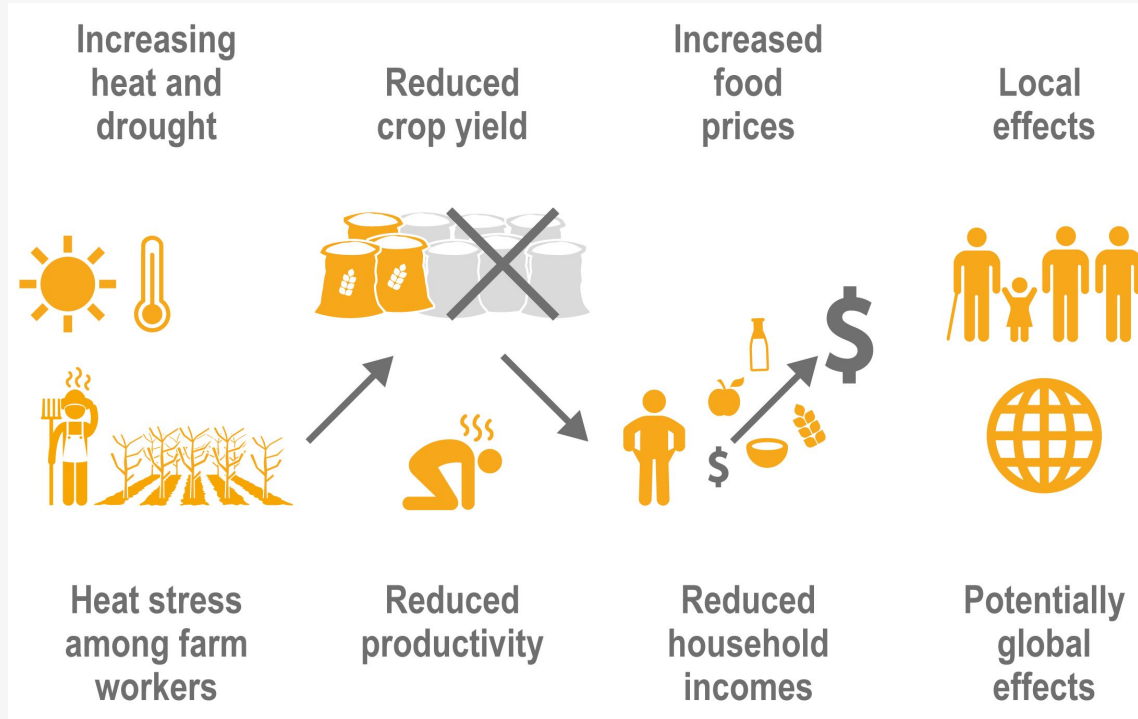 Increasing
heat and
drought
Reduced
crop yield
Increased
food
prices
Local
effects
$
$
Heat stress
among farm
workers
Reduced
productivity
Reduced
household
incomes
Potentially
global
effects